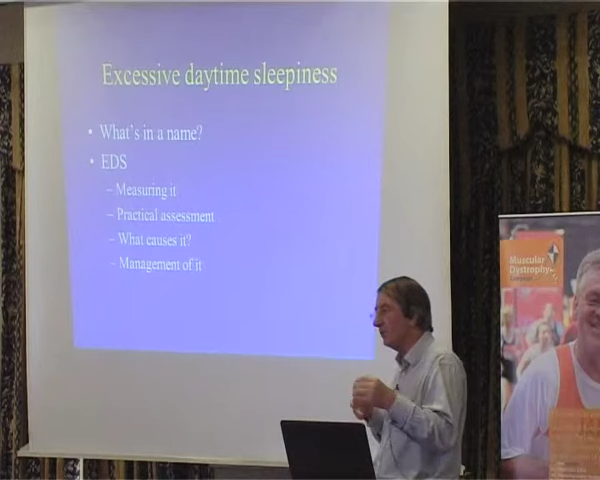 Excessive daytime sleepiness
• What's in a name?
• EDS
– Measuring it
– Practical assessment
– What causes it?
– Management of it
Muscular
Dystrophy